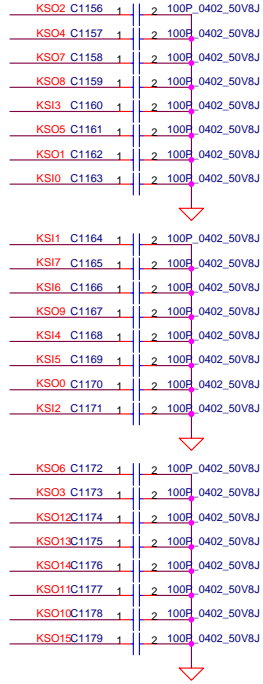 KSO2 C1156 1 2 100P_0402_50V8J
KSO4 C1157 1 2 100P_0402_50V8J
KSO7 C1158 1 2 100P_0402_50V8J
KSO8 C1159 1 2 100P_0402_50V8J
KSI3 C1160 1 2 100P_0402_50V8J
KSO5 C1161 1 2 100P_0402_50V8J
KSO1 C1162 1 2 100P_0402_50V8J
KSI0 C1163 1 2 100P_0402_50V8J
KSI1 C1164 1 2 100P_0402_50V8J
KSI7 C1165 1 2 100P_0402_50V8J
KSI6 C1166 1 2 100P_0402_50V8J
KSO9 C1167 1 2 100P_0402_50V8J
KSI4 C1168 1 2 100P_0402_50V8J
KSI5 C1169 1 2 100P_0402_50V8J
KSO0 C1170 1 2 100P_0402_50V8J
KSI2 C1171 1 2 100P_0402_50V8J
KSO6 C1172 1 2 100P_0402_50V8J
KSO3 C1173 1 2 100P_0402_50V8J
KSO12 C1174 1 2 100P_0402_50V8J
KSO13 C1175 1 2 100P_0402_50V8J
KSO14 C1176 1 2 100P_0402_50V8J
KSO11 C1177 1 2 100P_0402_50V8J
KSO10 C1178 1 2 100P_0402_50V8J
KSO15 C1179 1 2 100P_0402_50V8J